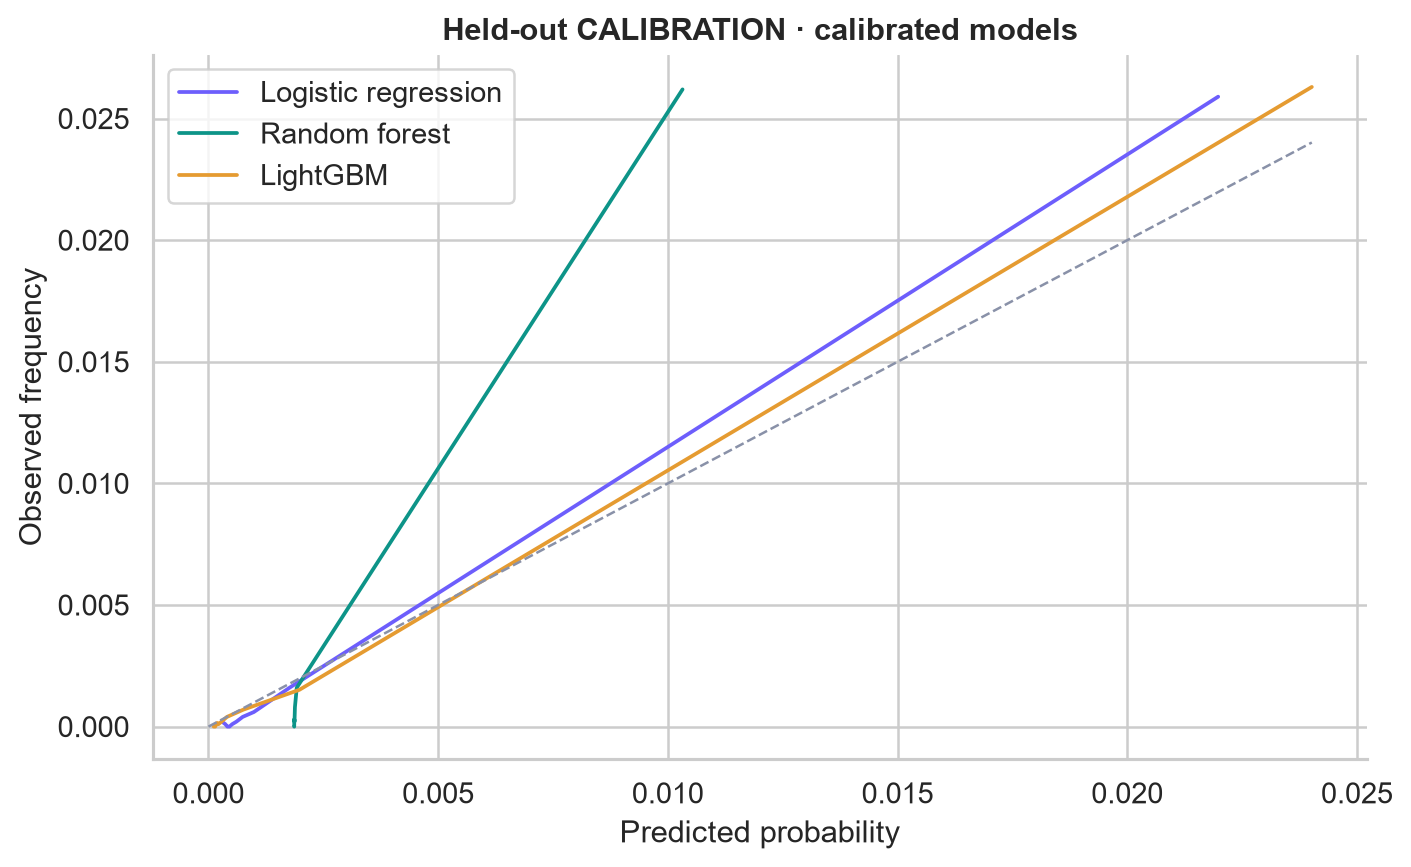 Held-out CALIBRATION · calibrated models
Logistic regression
Random forest
LightGBM
0.025
0.020
0.015
0.010
0.005
0.000
Observed frequency
0.000 0.005 0.010 0.015 0.020 0.025
Predicted probability